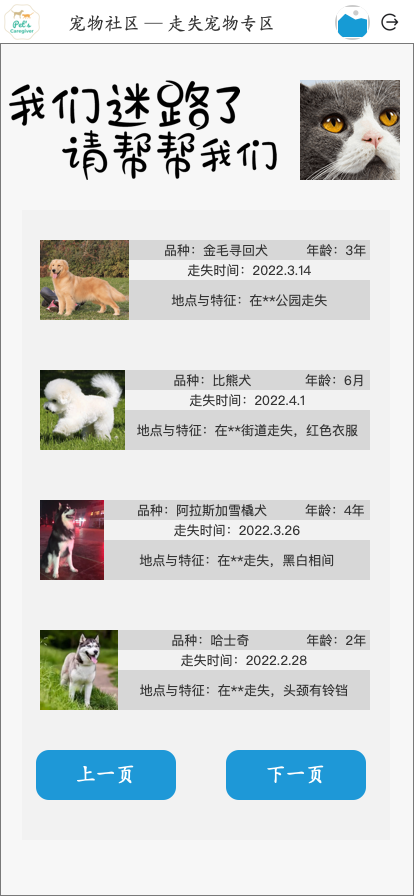 Pet's
Caregiver
宠物社区 — 走失宠物专区
我们迷路了
请帮帮我们
品种：金毛寻回犬 年龄：3年
走失时间：2022.3.14
地点与特征：在**公园走失
品种：比熊犬 年龄：6月
走失时间：2022.4.1
地点与特征：在**街道走失，红色衣服
品种：阿拉斯加雪橇犬 年龄：4年
走失时间：2022.3.26
地点与特征：在**走失，黑白相间
品种：哈士奇 年龄：2年
走失时间：2022.2.28
地点与特征：在**走失，头颈有铃铛
上一页 下一页